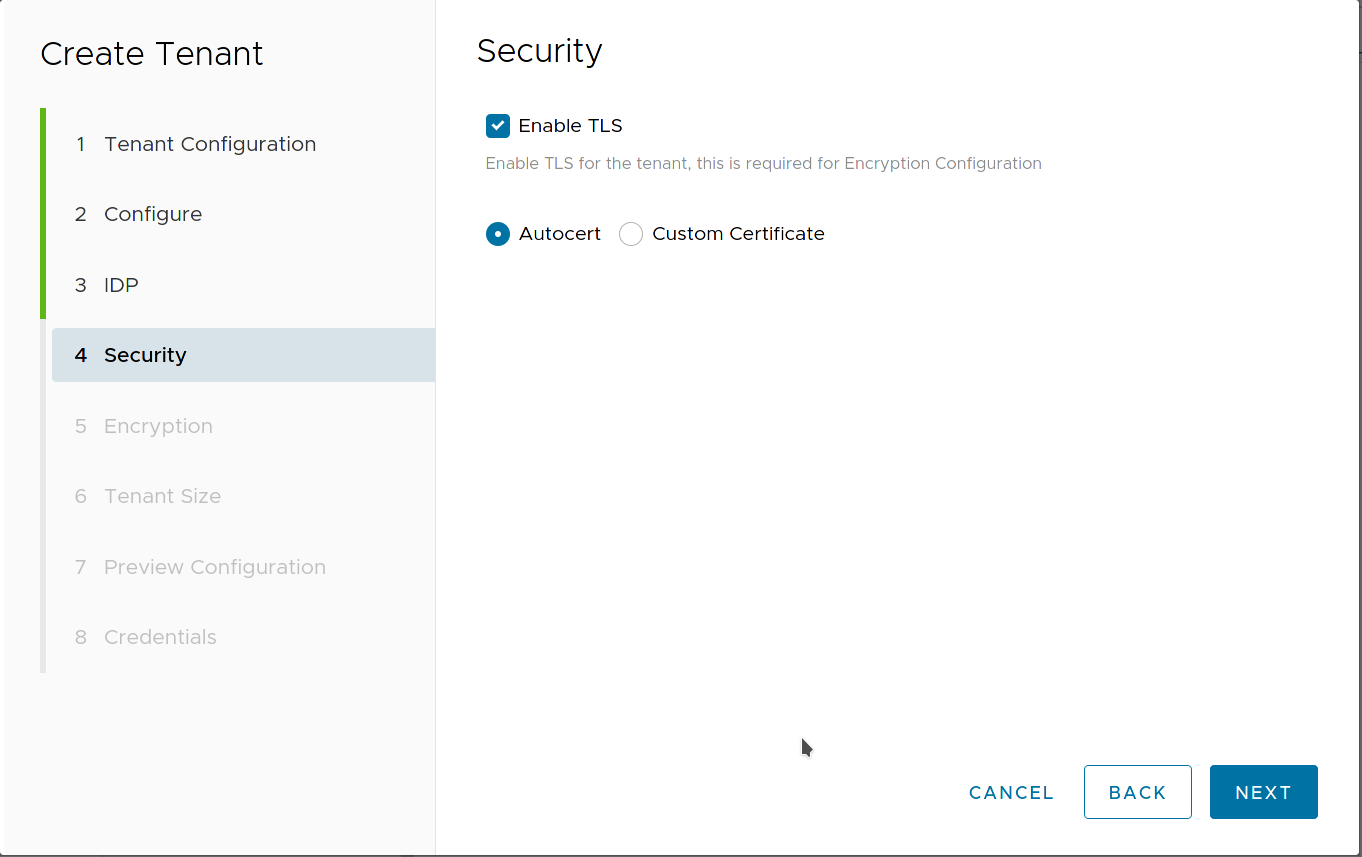 Create Tenant
1 Tenant Configuration
2 Configure
3 IDP
4 Security
5 Encryption
6 Tenant Size
7 Preview Configuration
8 Credentials
Security
Enable TLS
Enable TLS for the tenant, this is required for Encryption Configuration
Autocert Custom Certificate
CANCEL BACK NEXT